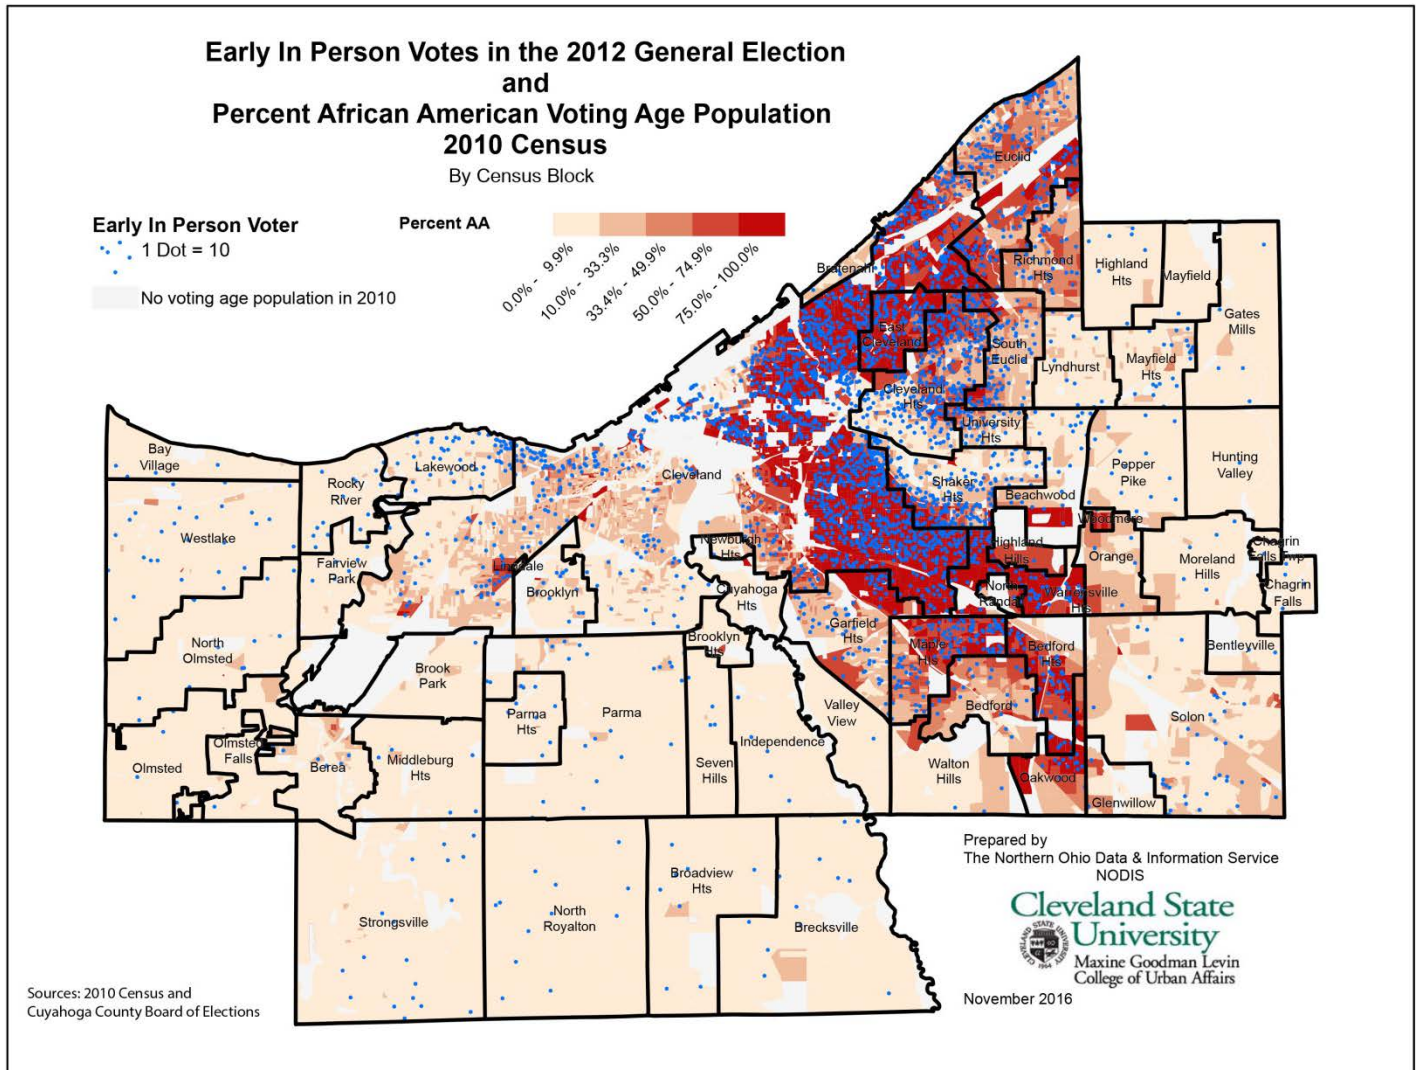 Early In Person Votes in the 2012 General Election
and
Percent African American Voting Age Population
2010 Census
By Census Block
Early In Person Voter
1 Dot = 10
No voting age population in 2010
Percent AA
0.0% - 9.9%
10.0% - 33.3%
33.4% - 49.9%
50.0% - 74.9%
75.0% - 100.0%
Euclid
Bratenahl
Richmond
Hts
Highland
Hts
Mayfield
Gates
Mills
East
Cleveland
South
Euclid
Lyndhurst
Mayfield
Hts
Cleveland
Hts
University
Hts
Bay
Village
Lakewood
Rocky
River
Cleveland
Shaker
Hts
Beachwood
Pepper
Pike
Hunting
Valley
Westlake
Woodmere
Newburgh
Hts
Highland
Hills
Orange
Moreland
Hills
Chagrin
Falls Twp
Chagrin
Falls
Fairview
Park
Linndale
Brooklyn
Cuyahoga
Hts
North
Randall
Warrensville
Hts
Garfield
Hts
North
Olmsted
Brooklyn
Hts
Maple
Hts
Bedford
Hts
Bentleyville
Brook
Park
Parma
Hts
Parma
Valley
View
Bedford
Solon
Olmsted
Olmsted
Falls
Berea
Middleburg
Hts
Seven
Hills
Independence
Walton
Hills
Oakwood
Glenwillow
Strongsville
North
Royalton
Broadview
Hts
Brecksville
Prepared by
The Northern Ohio Data & Information Service
NODIS
Cleveland State
University
CLEVELAND STATE UNIVERSITY
1964
Maxine Goodman Levin
College of Urban Affairs
November 2016
Sources: 2010 Census and
Cuyahoga County Board of Elections